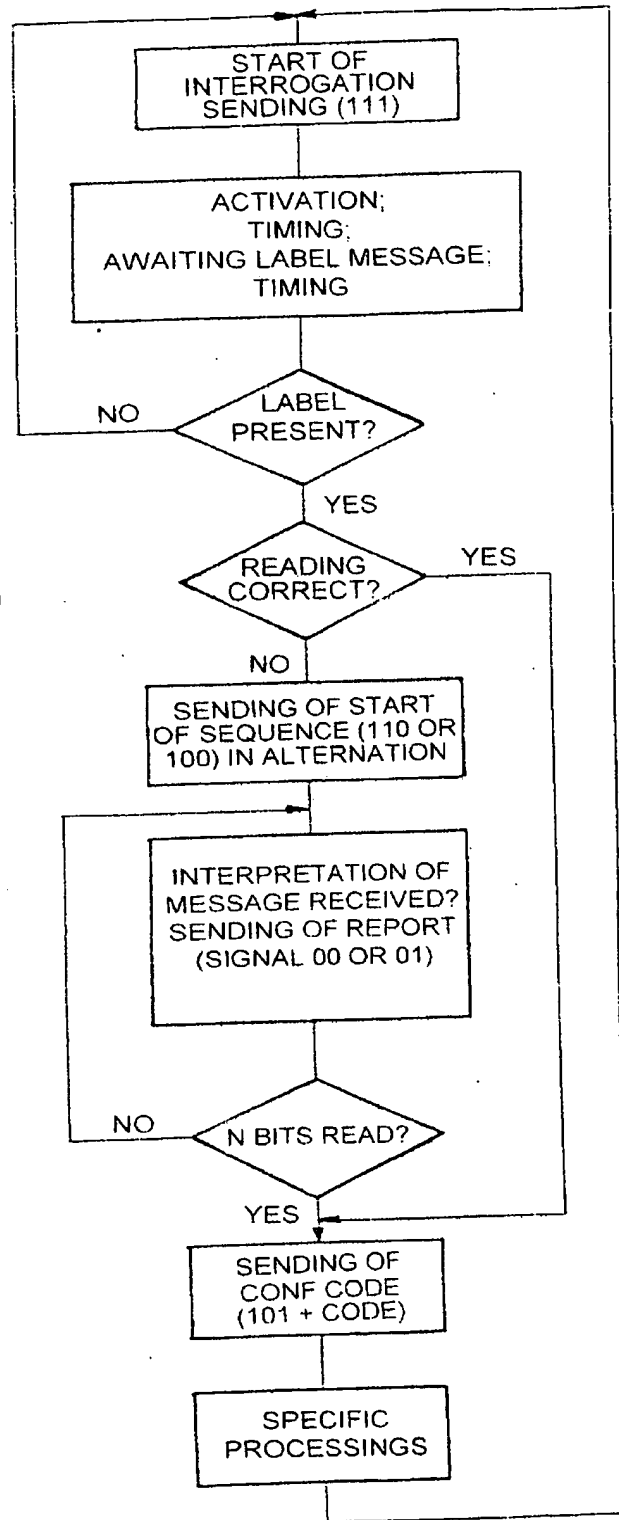 START OF
INTERROGATION
SENDING (111)
ACTIVATION;
TIMING;
AWAITING LABEL MESSAGE;
TIMING
NO
LABEL
PRESENT?
YES
READING
CORRECT?
YES
NO
SENDING OF START
OF SEQUENCE (110 OR
100) IN ALTERNATION
INTERPRETATION OF
MESSAGE RECEIVED?
SENDING OF REPORT
(SIGNAL 00 OR 01)
NO
N BITS READ?
YES
SENDING OF
CONF CODE
(101 + CODE)
SPECIFIC
PROCESSINGS